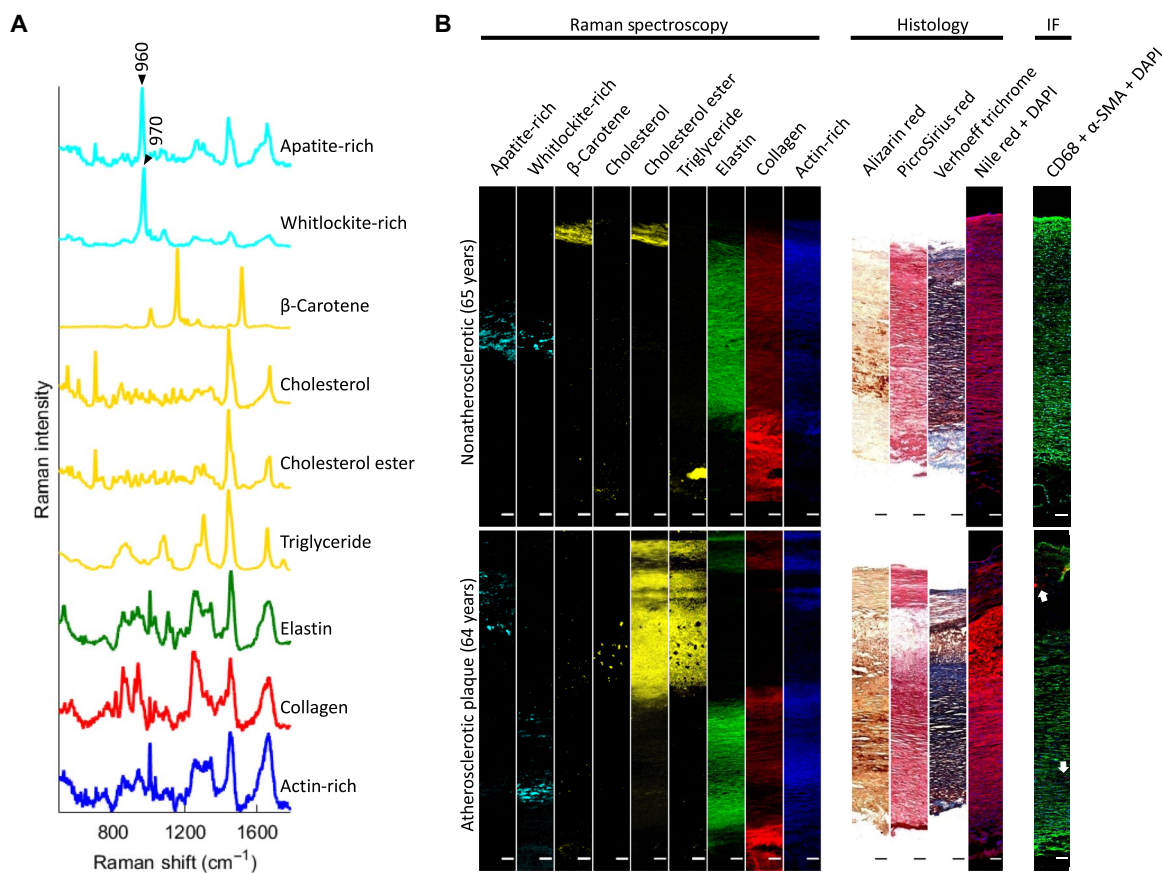 A
B
Raman spectroscopy
Histology
IF
960
970
Apatite-rich
Whitlockite-rich
β-Carotene
Cholesterol
Cholesterol ester
Triglyceride
Elastin
Collagen
Actin-rich
Raman intensity
800 1200 1600
Raman shift (cm⁻¹)
Apatite-rich
Whitlockite-rich
β-Carotene
Cholesterol
Cholesterol ester
Triglyceride
Elastin
Collagen
Actin-rich
Alizarin red
PicroSirius red
Verhoeff trichrome
Nile red + DAPI
CD68 + α-SMA + DAPI
Nonatherosclerotic (65 years)
Atherosclerotic plaque (64 years)